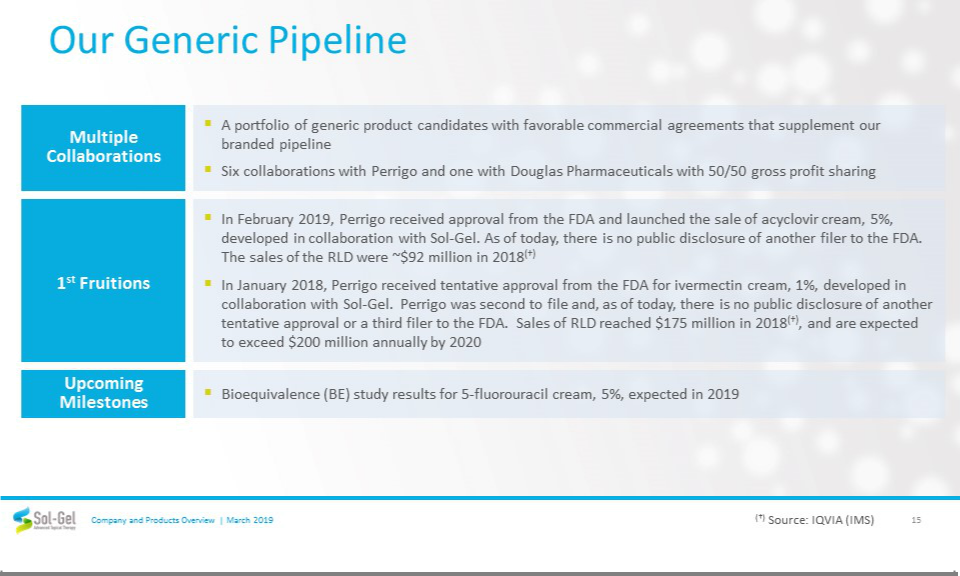 Our Generic Pipeline
Multiple
Collaborations
▪ A portfolio of generic product candidates with favorable commercial agreements that supplement our
branded pipeline
▪ Six collaborations with Perrigo and one with Douglas Pharmaceuticals with 50/50 gross profit sharing
1st Fruitions
▪ In February 2019, Perrigo received approval from the FDA and launched the sale of acyclovir cream, 5%,
developed in collaboration with Sol-Gel. As of today, there is no public disclosure of another filer to the FDA.
The sales of the RLD were ~$92 million in 2018(+)
▪ In January 2018, Perrigo received tentative approval from the FDA for ivermectin cream, 1%, developed in
collaboration with Sol-Gel. Perrigo was second to file and, as of today, there is no public disclosure of another
tentative approval or a third filer to the FDA. Sales of RLD reached $175 million in 2018(+), and are expected
to exceed $200 million annually by 2020
Upcoming
Milestones
▪ Bioequivalence (BE) study results for 5-fluorouracil cream, 5%, expected in 2019
Sol-Gel
Advanced Topical Therapy
Company and Products Overview | March 2019
(+) Source: IQVIA (IMS)
15